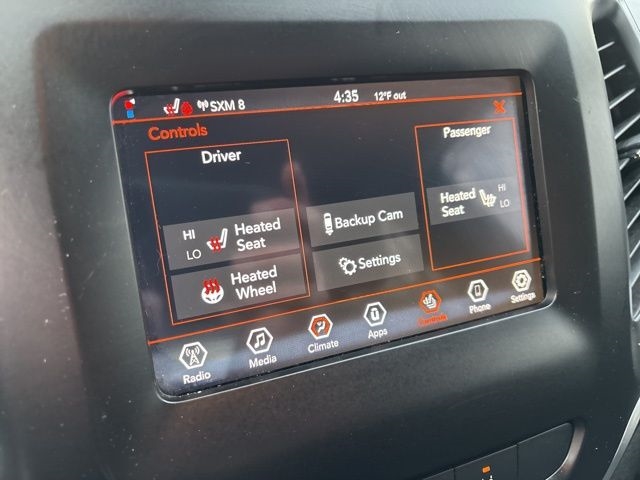 SXM 8 4:35 12°F out
Controls
Driver
Passenger
HI
LO
Heated
Seat
Backup Cam
Heated
Seat
HI
LO
Heated
Wheel
Settings
Radio
Media
Climate
Apps
Controls
Phone
Settings